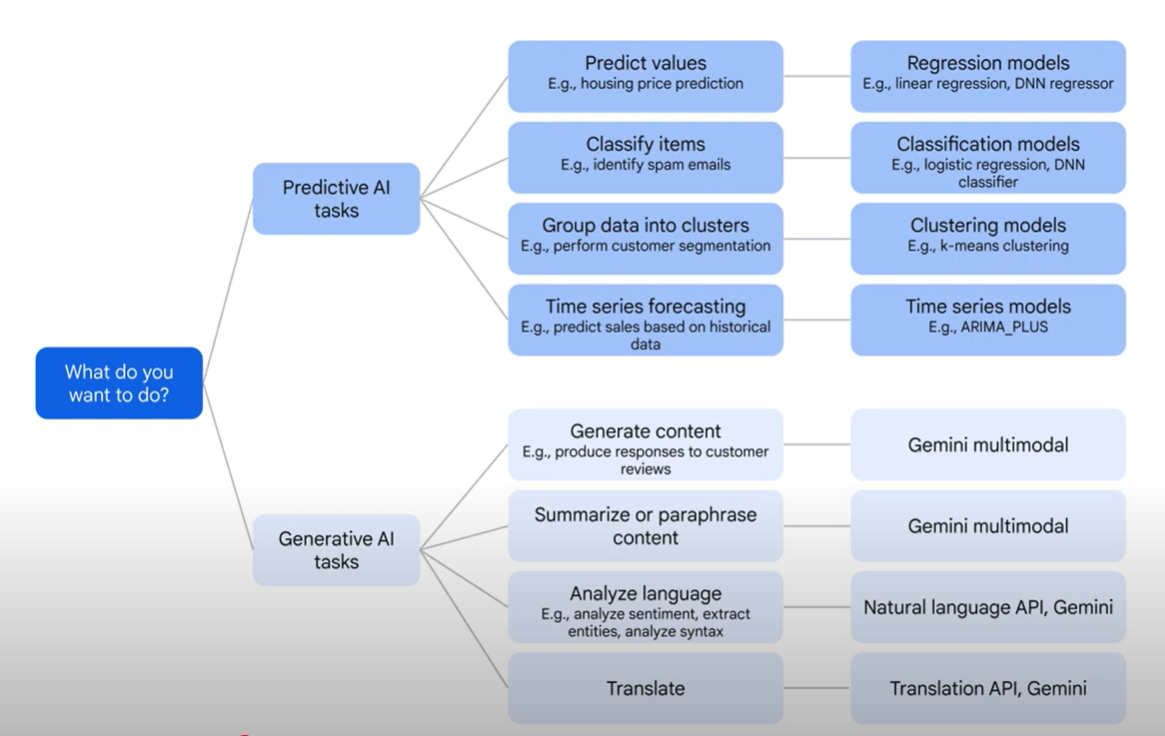 What do you
want to do?
Predictive AI
tasks
Predict values
E.g., housing price prediction
Regression models
E.g., linear regression, DNN regressor
Classify items
E.g., identify spam emails
Classification models
E.g., logistic regression, DNN
classifier
Group data into clusters
E.g., perform customer segmentation
Clustering models
E.g., k-means clustering
Time series forecasting
E.g., predict sales based on historical
data
Time series models
E.g., ARIMA_PLUS
Generative AI
tasks
Generate content
E.g., produce responses to customer
reviews
Gemini multimodal
Summarize or paraphrase
content
Gemini multimodal
Analyze language
E.g., analyze sentiment, extract
entities, analyze syntax
Natural language API, Gemini
Translate
Translation API, Gemini